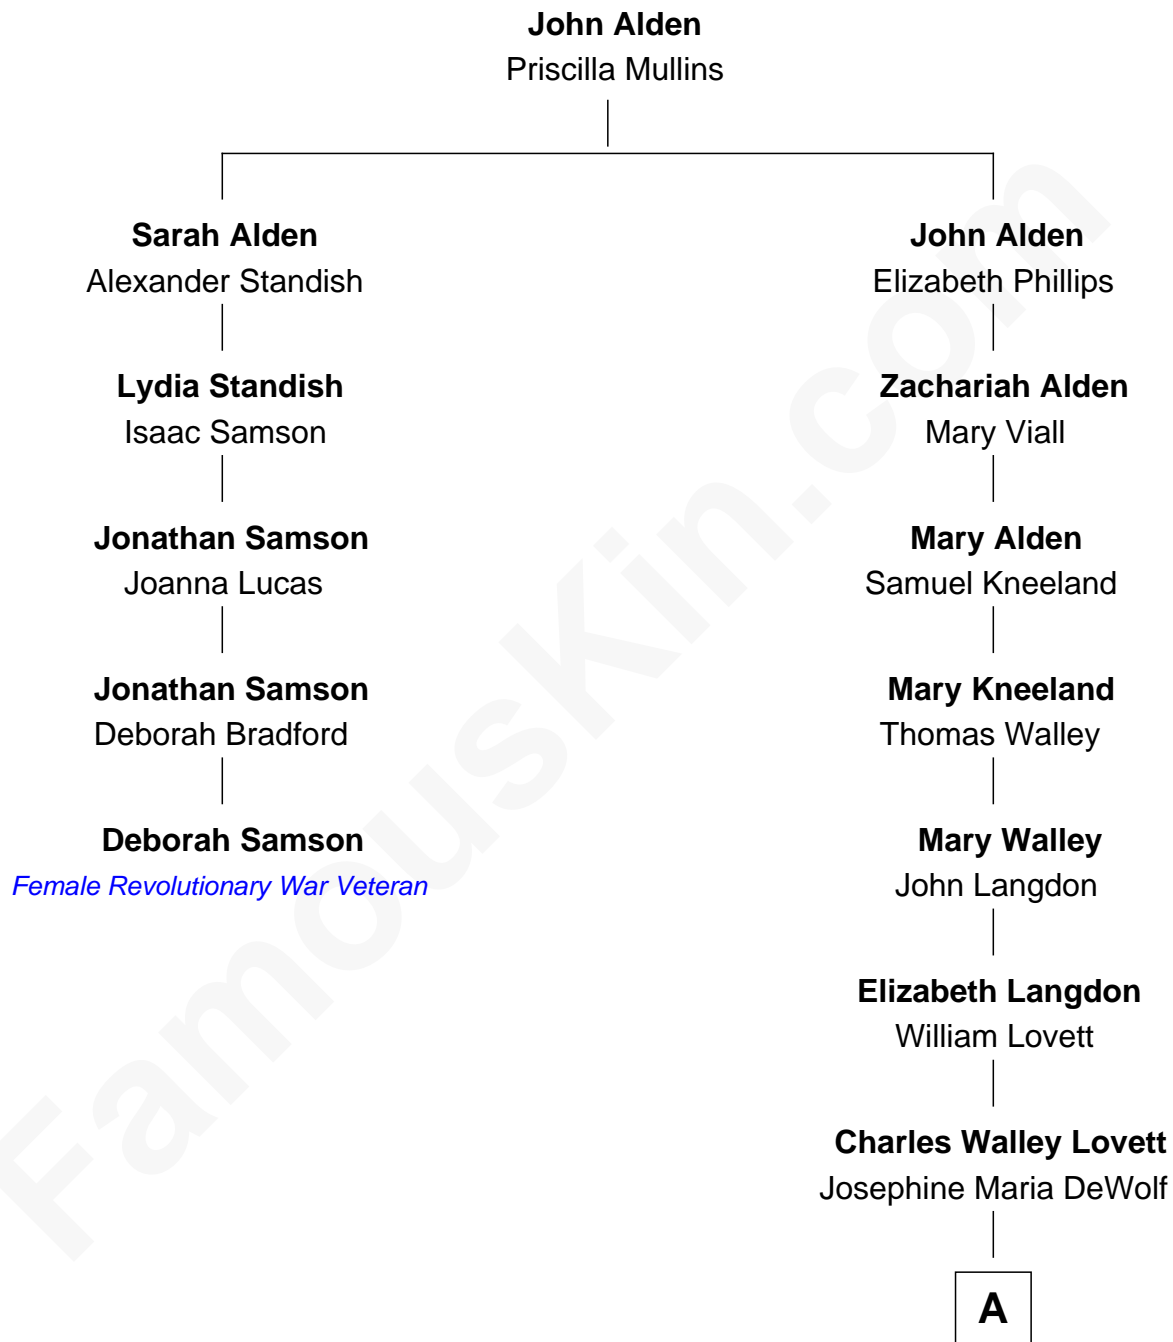 John Alden
Priscilla Mullins
Sarah Alden
Alexander Standish
Lydia Standish
Isaac Samson
Jonathan Samson
Joanna Lucas
Jonathan Samson
Deborah Bradford
Deborah Samson
Female Revolutionary War Veteran
John Alden
Elizabeth Phillips
Zachariah Alden
Mary Viall
Mary Alden
Samuel Kneeland
Mary Kneeland
Thomas Walley
Mary Walley
John Langdon
Elizabeth Langdon
William Lovett
Charles Walley Lovett
Josephine Maria DeWolf
A
FamousKin.com